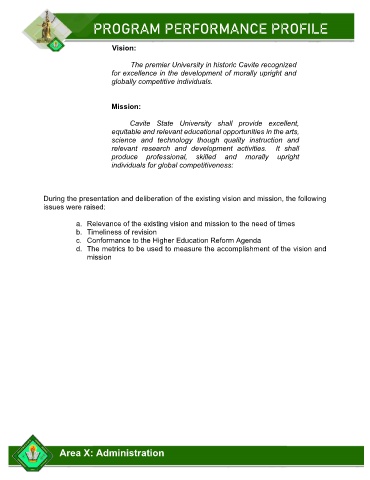 PROGRAM PERFORMANCE PROFILE
Vision:
The premier University in historic Cavite recognized
for excellence in the development of morally upright and
globally competitive individuals.
Mission:
Cavite State University shall provide excellent,
equitable and relevant educational opportunities in the arts,
science and technology though quality instruction and
relevant research and development activities. It shall
produce professional, skilled and morally upright
individuals for global competitiveness:
During the presentation and deliberation of the existing vision and mission, the following
issues were raised:
a. Relevance of the existing vision and mission to the need of times
b. Timeliness of revision
c. Conformance to the Higher Education Reform Agenda
d. The metrics to be used to measure the accomplishment of the vision and
mission
Area X: Administration